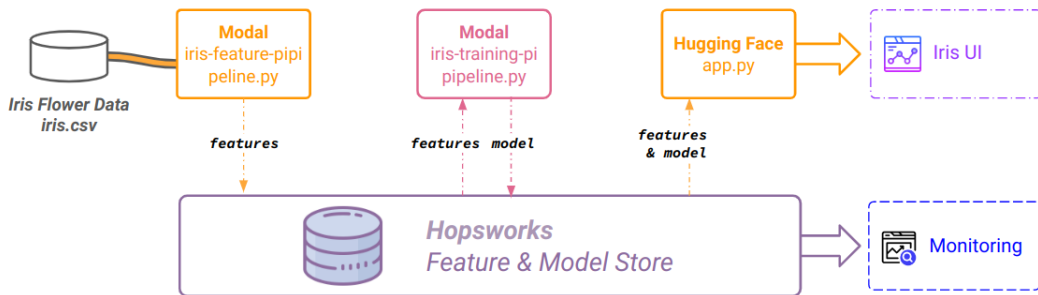 Iris Flower Data
iris.csv
Modal
iris-feature-pipi
peline.py
Modal
iris-training-pi
pipeline.py
Hugging Face
app.py
Iris UI
features
features model
features
& model
Hopsworks
Feature & Model Store
Monitoring